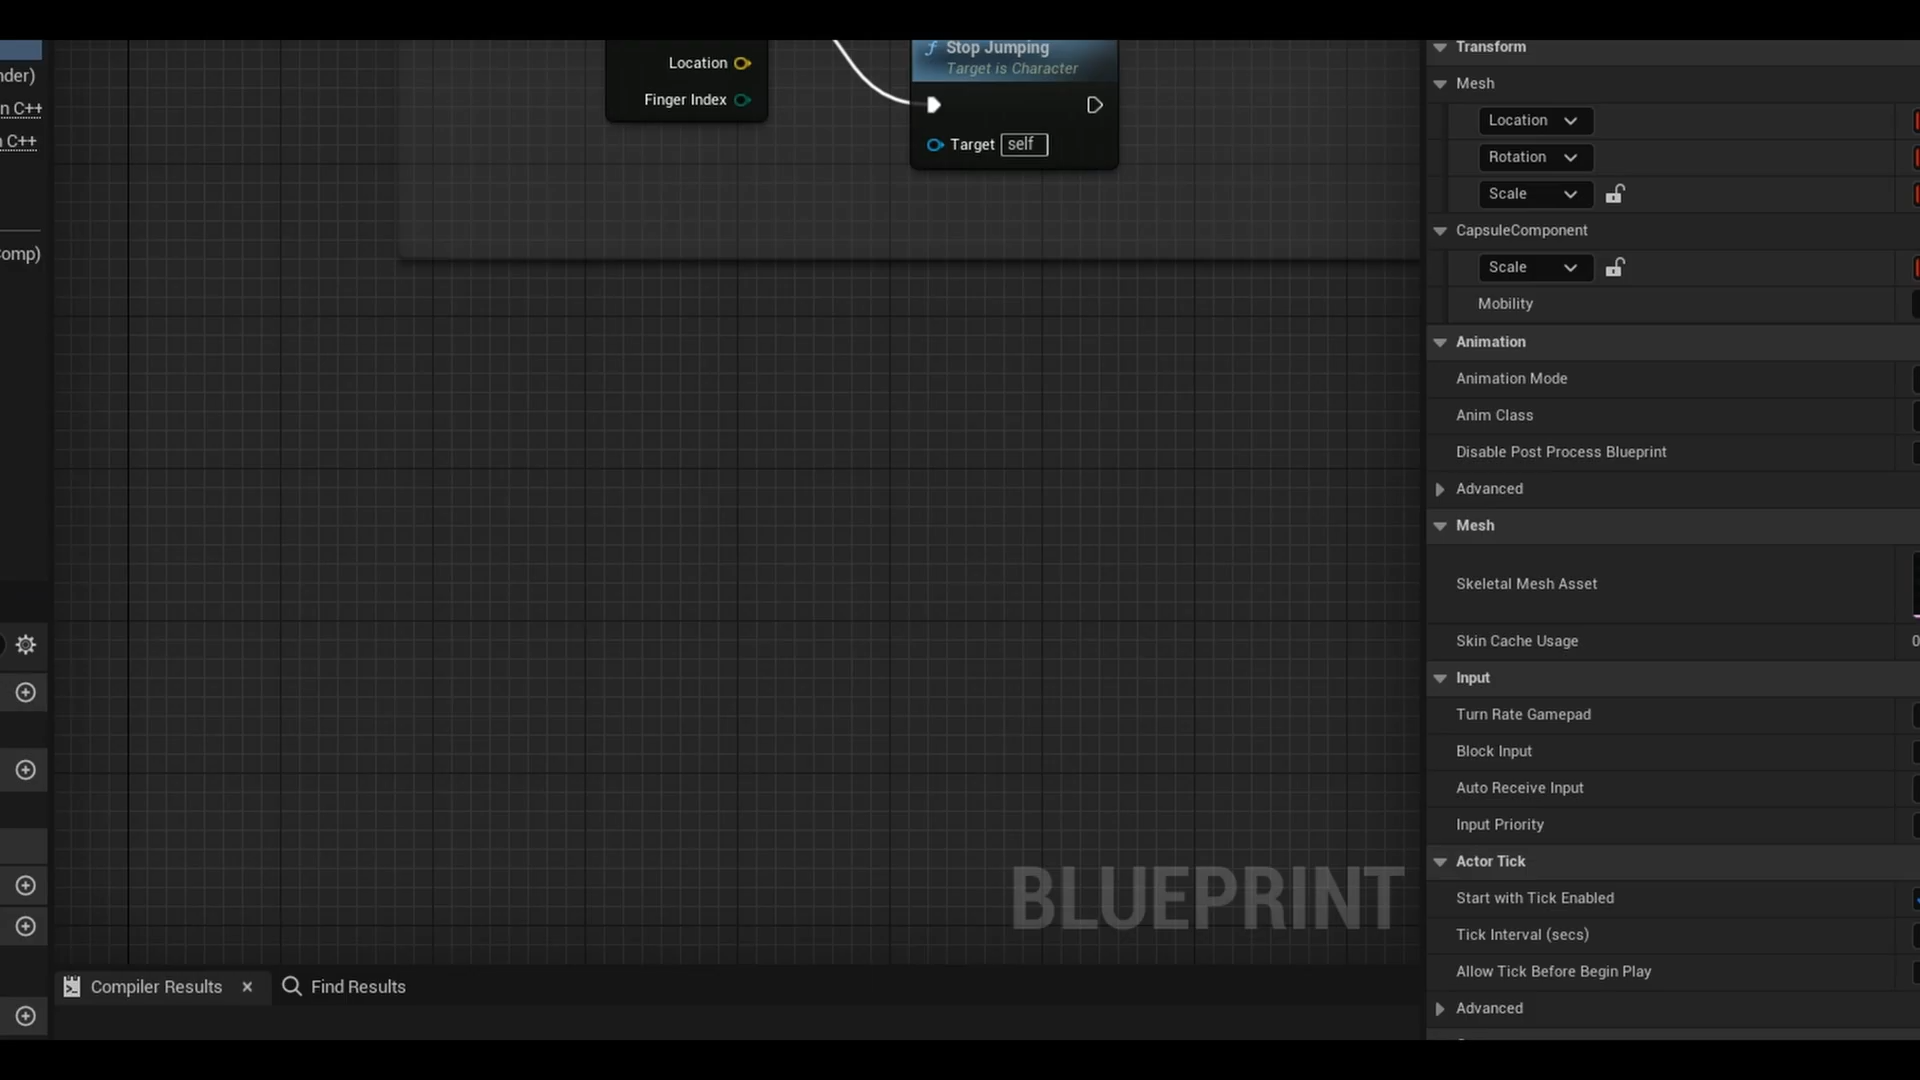 nder)
n C++
n C++
Comp)
Location
Finger Index
f Stop Jumping
Target is Character
Target self
BLUEPRINT
Compiler Results
Find Results
Transform
Mesh
Location
Rotation
Scale
CapsuleComponent
Scale
Mobility
Animation
Animation Mode
Anim Class
Disable Post Process Blueprint
Advanced
Mesh
Skeletal Mesh Asset
Skin Cache Usage
Input
Turn Rate Gamepad
Block Input
Auto Receive Input
Input Priority
Actor Tick
Start with Tick Enabled
Tick Interval (secs)
Allow Tick Before Begin Play
Advanced